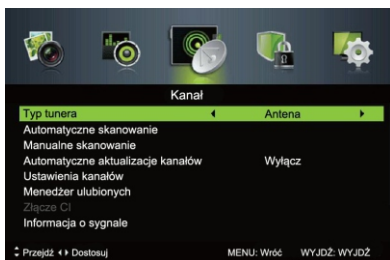 Kanał
Typ tunera Antena
Automatyczne skanowanie
Manualne skanowanie
Automatyczne aktualizacje kanałów Wyłącz
Ustawienia kanałów
Menedżer ulubionych
Złącze CI
Informacja o sygnale
Przejdź Dostosuj MENU: Wróć WYJDŹ: WYJDŹ